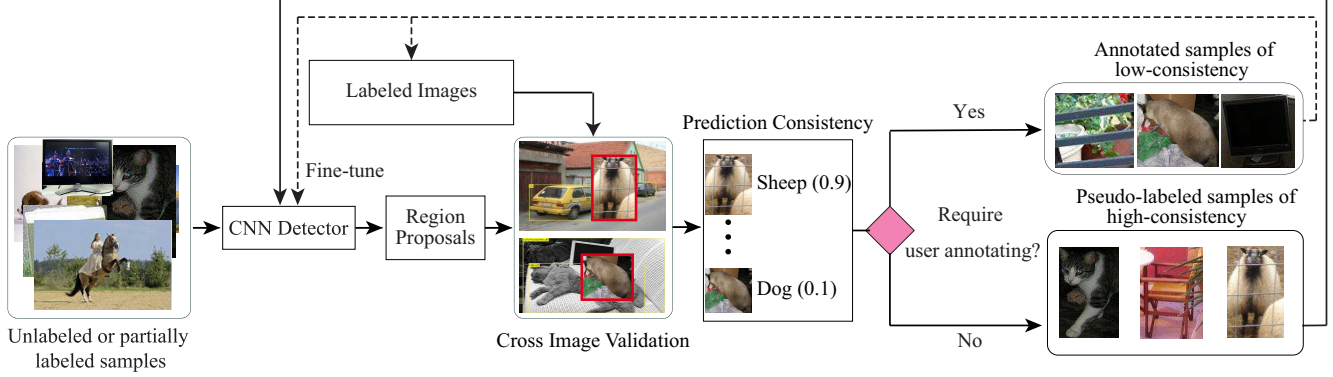 Annotated samples of
low-consistency
Labeled Images
Yes
Prediction Consistency
Fine-tune
Sheep (0.9)
Pseudo-labeled samples of
high-consistency
CNN Detector
Region
Proposals
Require
user annotating?
Dog (0.1)
Unlabeled or partially
labeled samples
Cross Image Validation
No